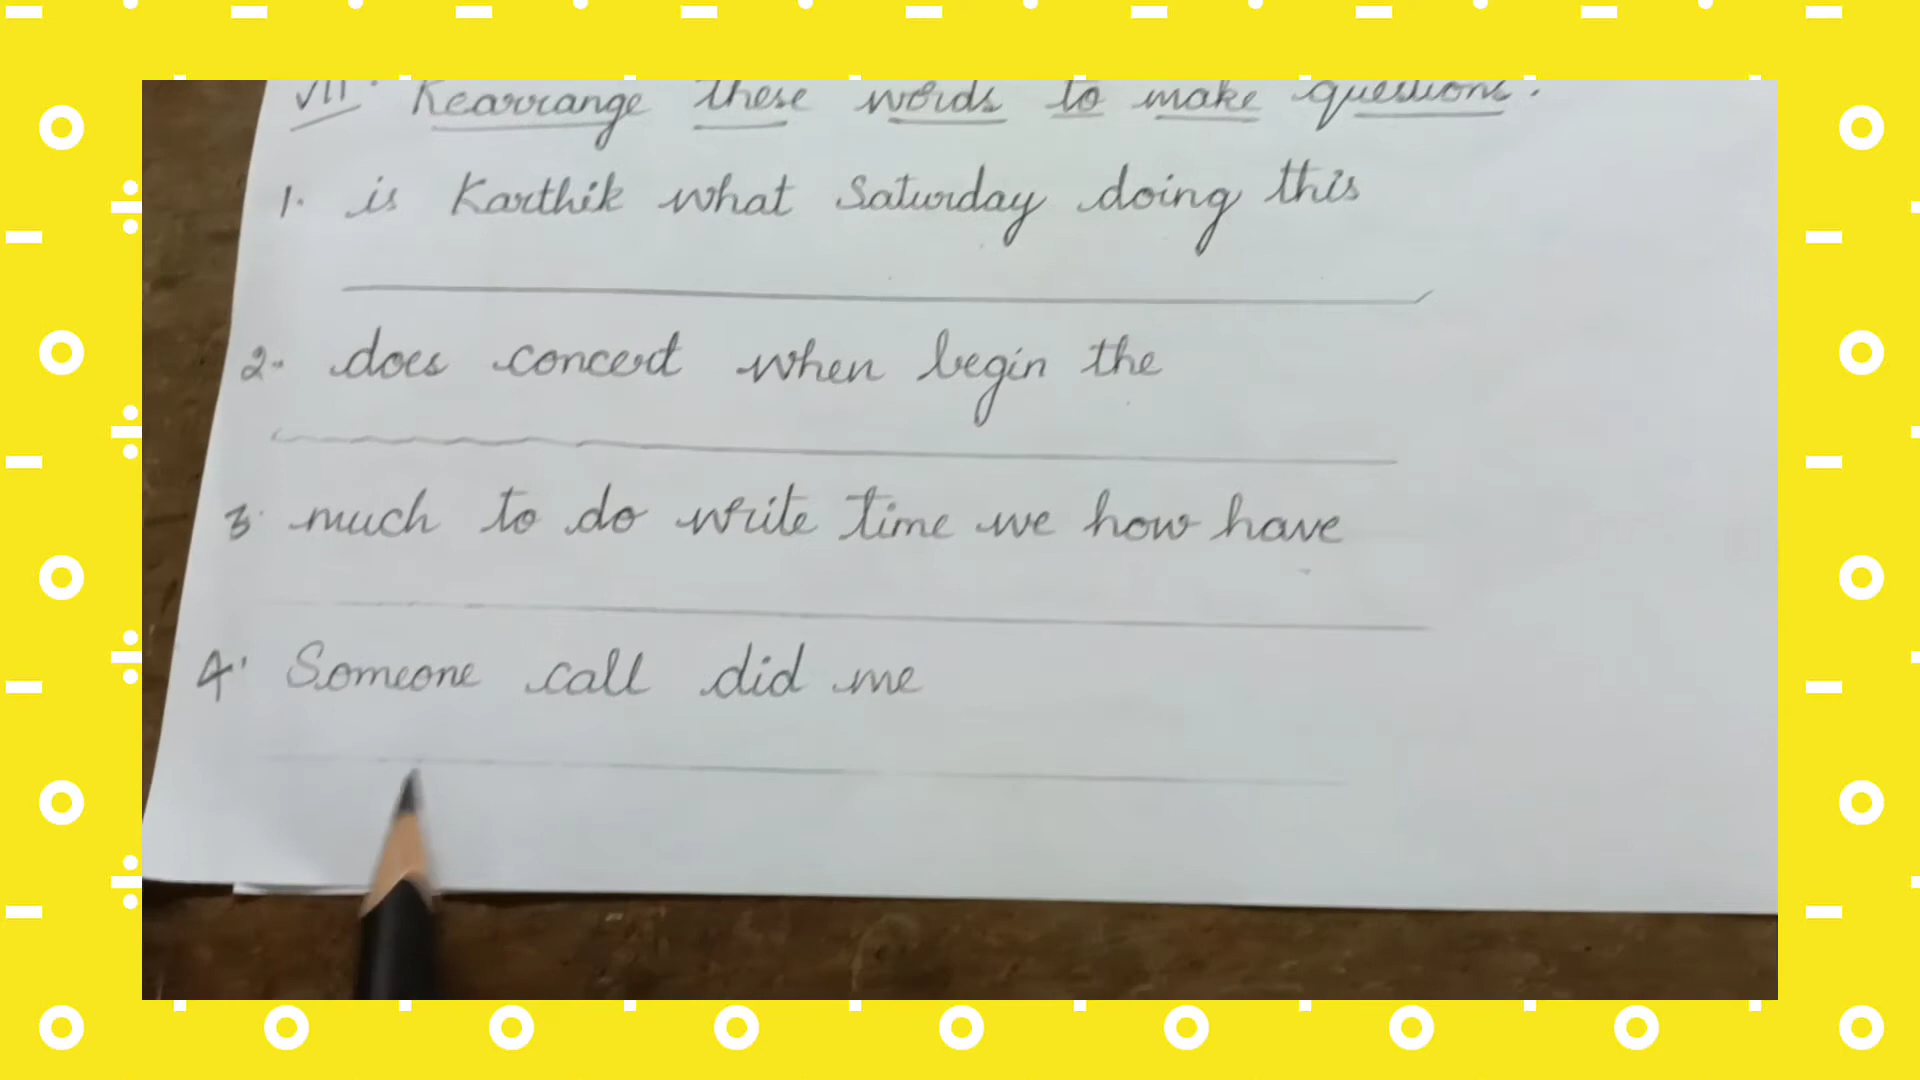 VII. Rearrange these words to make questions.
1. is Karthik what Saturday doing this
2. does concert when begin the
3. much to do write time we how have
4. Someone call did me